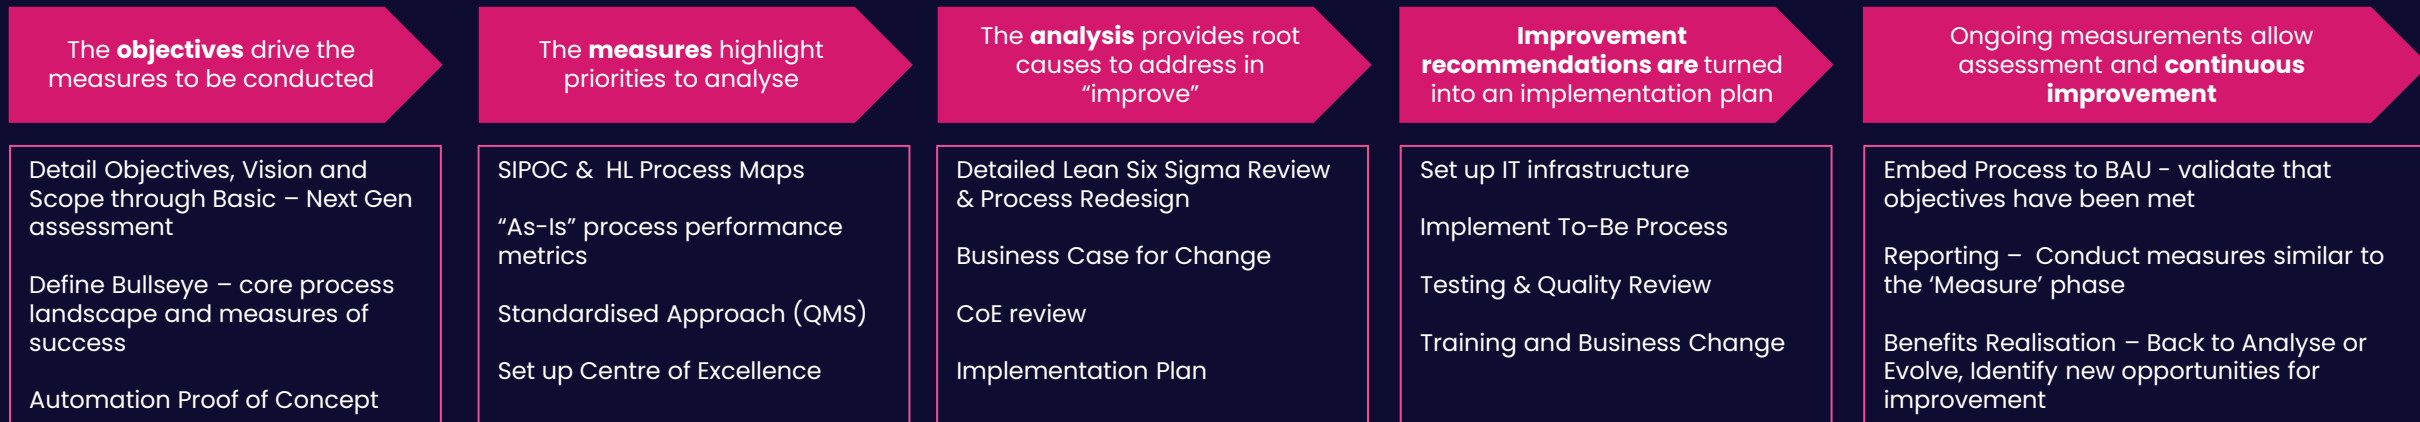 The objectives drive the
measures to be conducted
The measures highlight
priorities to analyse
The analysis provides root
causes to address in
“improve”
Improvement
recommendations are turned
into an implementation plan
Ongoing measurements allow
assessment and continuous
improvement
Detail Objectives, Vision and
Scope through Basic – Next Gen
assessment
Define Bullseye – core process
landscape and measures of
success
Automation Proof of Concept
SIPOC & HL Process Maps
“As-Is” process performance
metrics
Standardised Approach (QMS)
Set up Centre of Excellence
Detailed Lean Six Sigma Review
& Process Redesign
Business Case for Change
CoE review
Implementation Plan
Set up IT infrastructure
Implement To-Be Process
Testing & Quality Review
Training and Business Change
Embed Process to BAU - validate that
objectives have been met
Reporting – Conduct measures similar to
the ‘Measure’ phase
Benefits Realisation – Back to Analyse or
Evolve, Identify new opportunities for
improvement